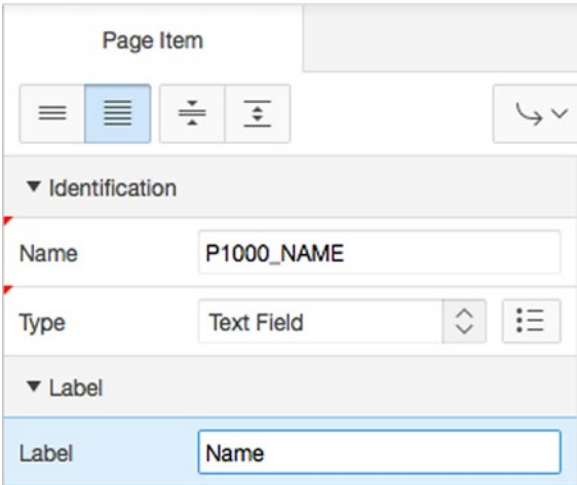 Page Item
Identification
Name P1000_NAME
Type Text Field
Label
Label Name